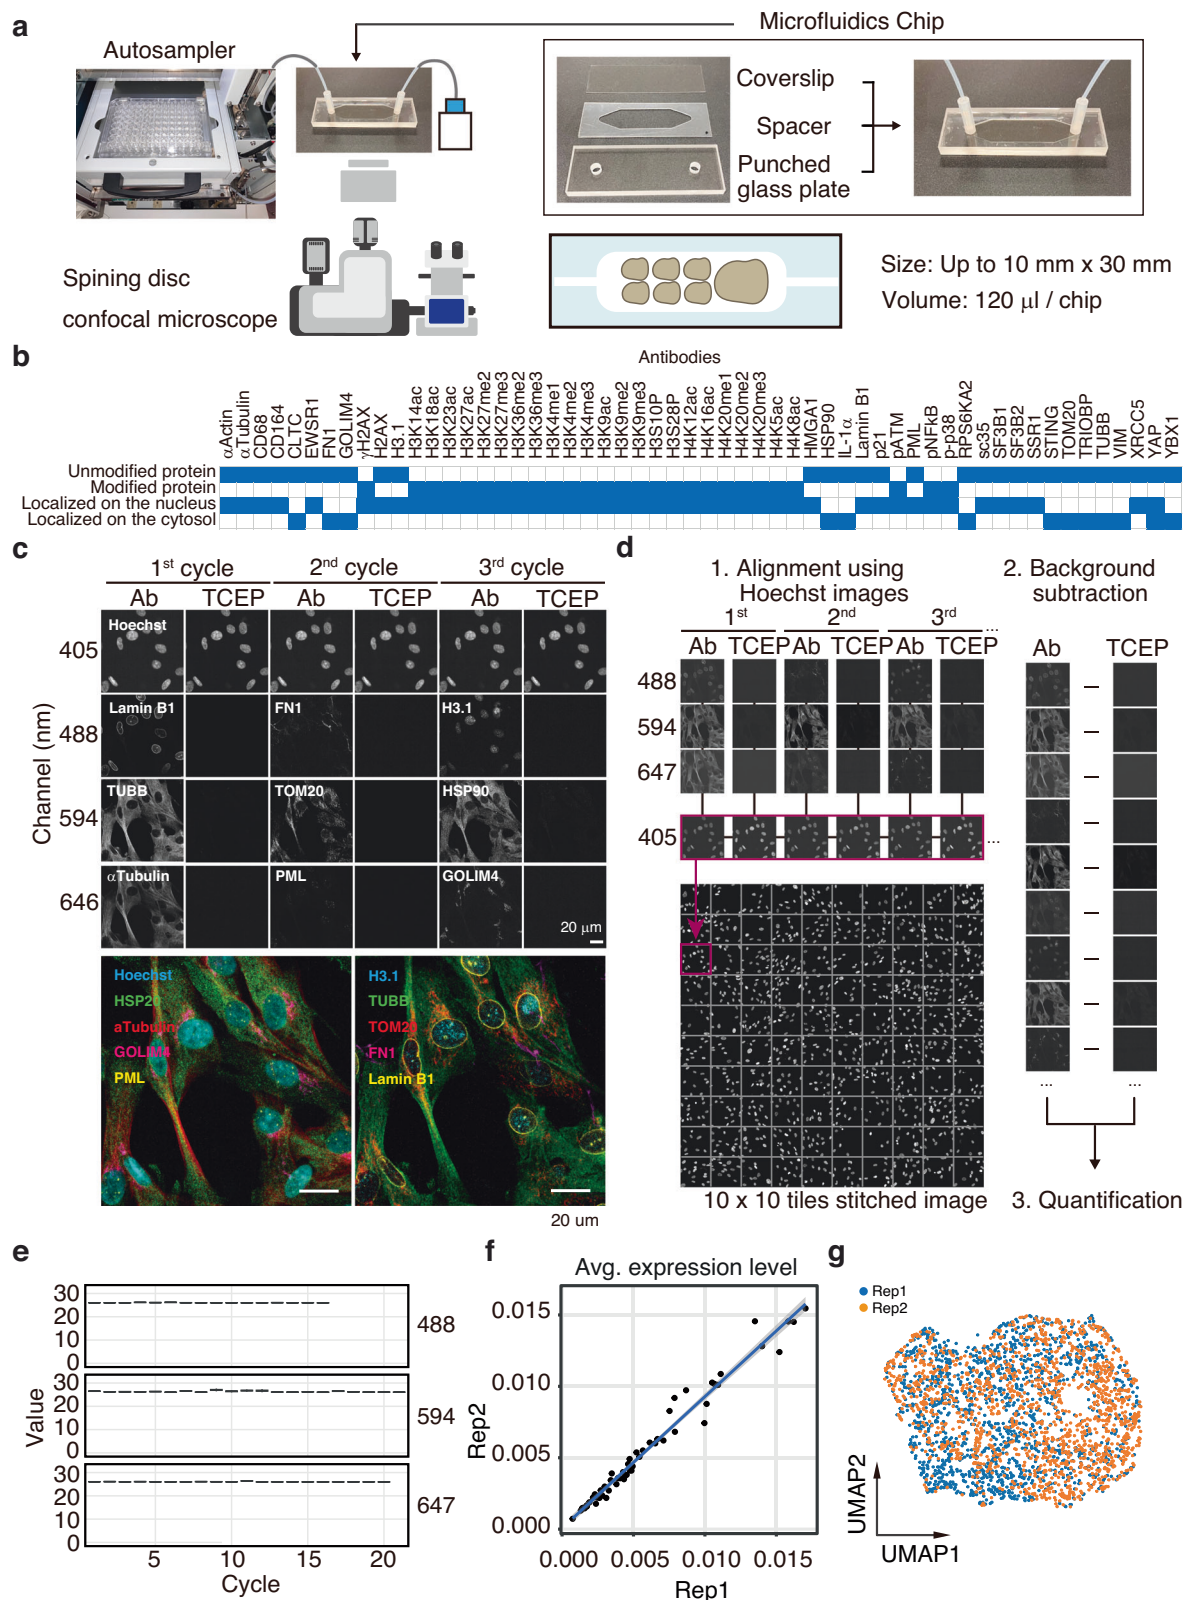 a
Microfluidics Chip
Autosampler
Coverslip
Spacer
Punched
glass plate
Spining disc
confocal microscope
Size: Up to 10 mm x 30 mm
Volume: 120 μl / chip
b
Antibodies
αActin
αTubulin
CD68
CD164
CLTC
EWSR1
FN1
GOLIM4
γH2AX
H2AX
H3.1
H3K14ac
H3K18ac
H3K23ac
H3K27ac
H3K27me2
H3K27me3
H3K36me2
H3K36me3
H3K4me1
H3K4me2
H3K4me3
H3K9ac
H3K9me2
H3K9me3
H3S10P
H3S28P
H4K12ac
H4K16ac
H4K20me1
H4K20me2
H4K20me3
H4K5ac
H4K8ac
HMGA1
HSP90
IL-1α
Lamin B1
p21
pATM
PML
pNFkB
p-p38
RPS6KA2
sc35
SF3B1
SF3B2
SSR1
STING
TOM20
TRIOBP
TUBB
VIM
XRCC5
YAP
YBX1
Unmodified protein
Modified protein
Localized on the nucleus
Localized on the cytosol
c
1st cycle 2nd cycle 3rd cycle
Ab TCEP Ab TCEP Ab TCEP
Channel (nm)
405 Hoechst
488 Lamin B1 FN1 H3.1
594 TUBB TOM20 HSP90
646 αTubulin PML GOLIM4
20 μm
Hoechst
HSP20
aTubulin
GOLIM4
PML
H3.1
TUBB
TOM20
FN1
Lamin B1
20 um
d
1. Alignment using
Hoechst images
1st 2nd 3rd ...
Ab TCEP Ab TCEP Ab TCEP
488
594
647
405 ...
10 x 10 tiles stitched image
2. Background
subtraction
Ab TCEP
... ...
3. Quantification
e
Value
30
20
10
0
488
30
20
10
0
594
30
20
10
0
647
5 10 15 20
Cycle
f
Avg. expression level
Rep2
0.015
0.010
0.005
0.000
0.000 0.005 0.010 0.015
Rep1
g
Rep1
Rep2
UMAP2
UMAP1